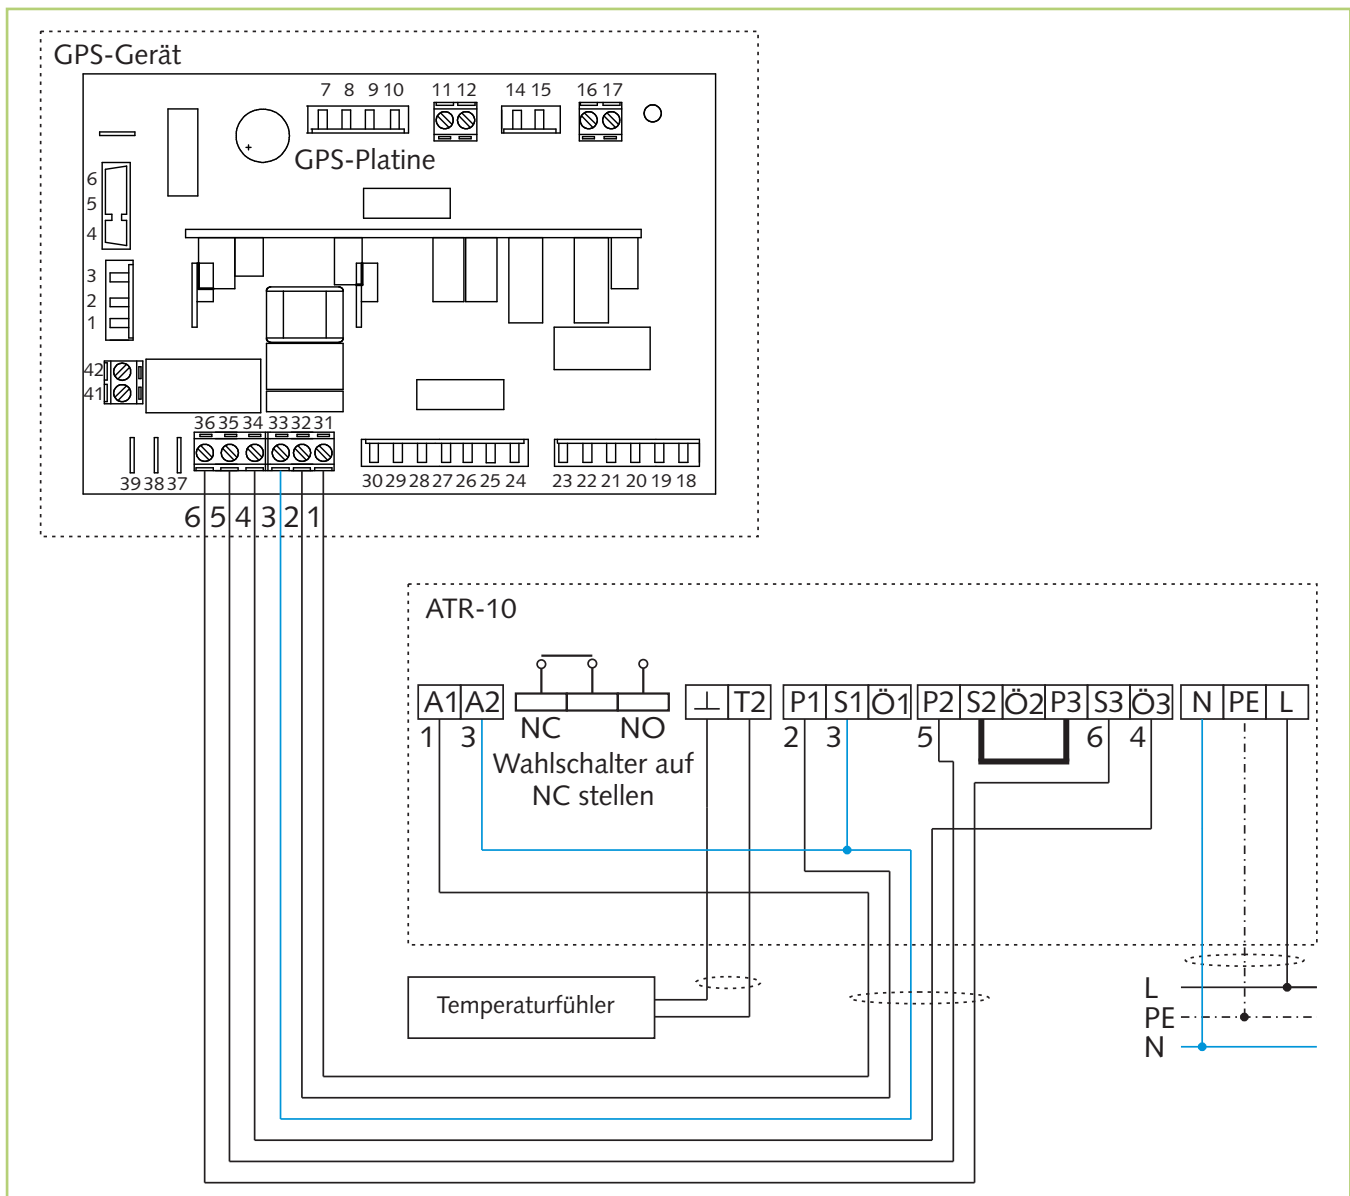 GPS-Gerät
7 8 9 10 11 12 14 15 16 17
GPS-Platine
6
5
4
3
2
1
42
41
36 35 34 33 32 31
39 38 37 30 29 28 27 26 25 24 23 22 21 20 19 18
6 5 4 3 2 1
ATR-10
A1 A2 ⊥ T2 P1 S1 Ö1 P2 S2 Ö2 P3 S3 Ö3 N PE L
1 3 NC NO 2 3 5 6 4
Wahlschalter auf
NC stellen
Temperaturfühler
L
PE
N